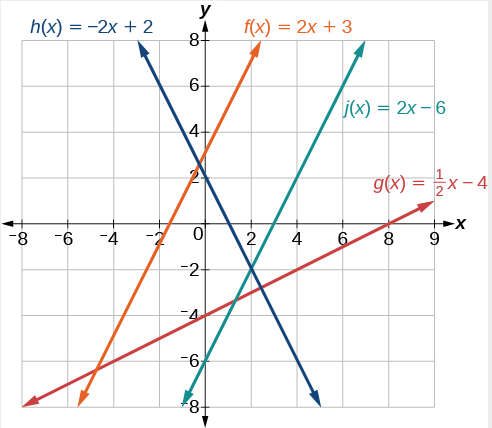 y
h(x) = −2x + 2
f(x) = 2x + 3
8
6
j(x) = 2x − 6
4
2
g(x) = 1/2x − 4
x
−8 −6 −4 −2 0 2 4 6 8 9
−2
−4
−6
−8